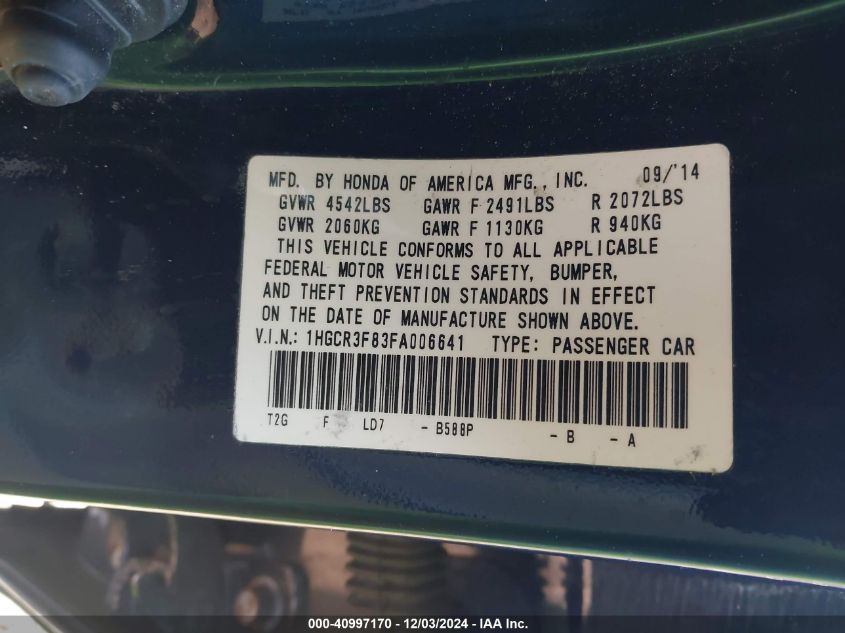 MFD. BY HONDA OF AMERICA MFG., INC. 09/'14
GVWR 4542LBS GAWR F 2491LBS R 2072LBS
GVWR 2060KG GAWR F 1130KG R 940KG
THIS VEHICLE CONFORMS TO ALL APPLICABLE
FEDERAL MOTOR VEHICLE SAFETY, BUMPER,
AND THEFT PREVENTION STANDARDS IN EFFECT
ON THE DATE OF MANUFACTURE SHOWN ABOVE.
V.I.N.: 1HGCR3F83FA006641 TYPE: PASSENGER CAR
T2G F LD7 - B588P - B - A
000-40997170 - 12/03/2024 - IAA Inc.